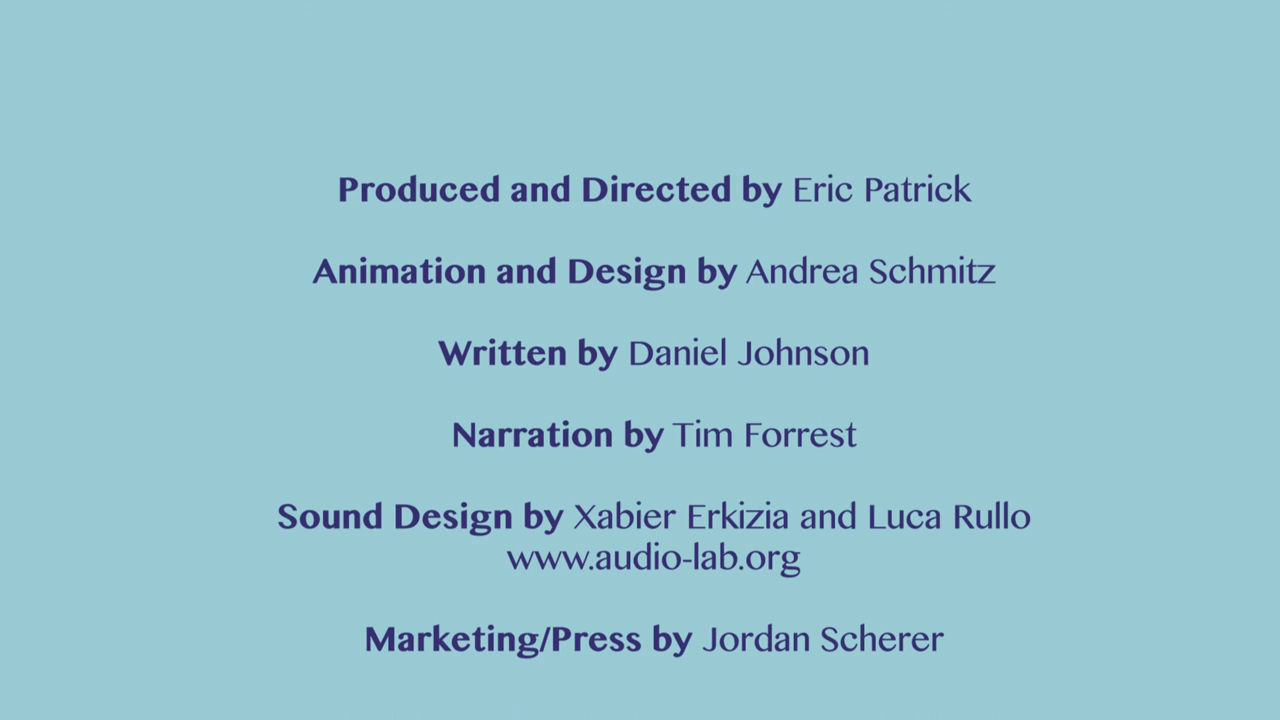 Produced and Directed by Eric Patrick
Animation and Design by Andrea Schmitz
Written by Daniel Johnson
Narration by Tim Forrest
Sound Design by Xabier Erkizia and Luca Rullo
www.audio-lab.org
Marketing/Press by Jordan Scherer